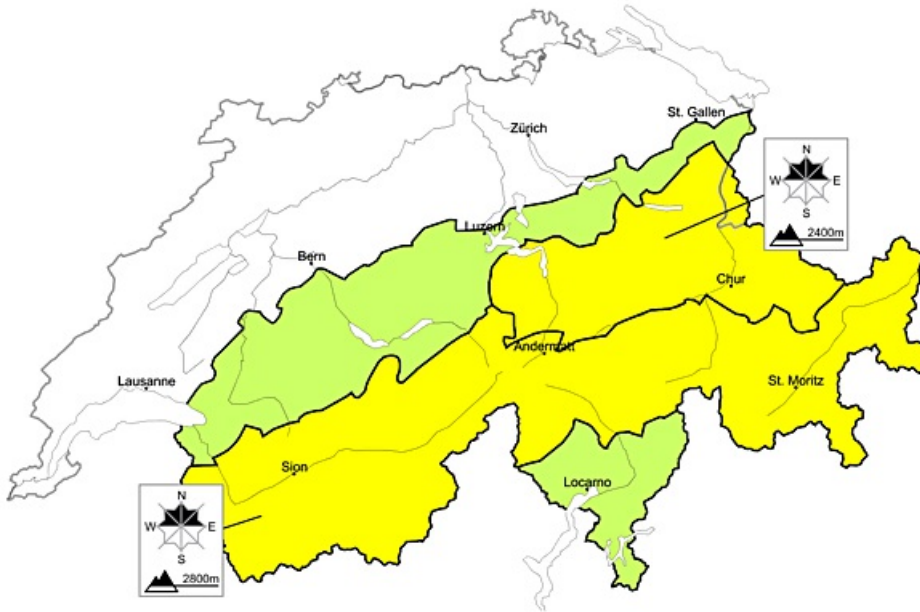 St. Gallen
Zürich
N
W E
S
2400m
Luzern
Bern
Chur
Andermatt
Lausanne
St. Moritz
Sion
Locarno
N
W E
S
2800m